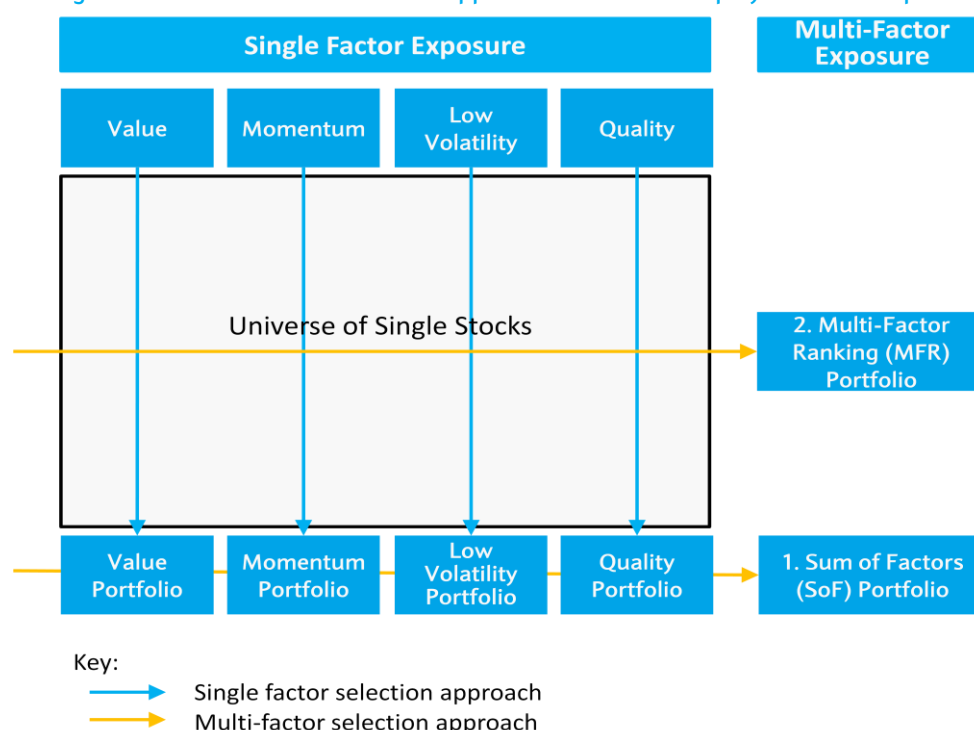 Single Factor Exposure
Multi-Factor
Exposure
Value
Momentum
Low
Volatility
Quality
Universe of Single Stocks
2. Multi-Factor
Ranking (MFR)
Portfolio
Value
Portfolio
Momentum
Portfolio
Low
Volatility
Portfolio
Quality
Portfolio
1. Sum of Factors
(SoF) Portfolio
Key:
Single factor selection approach
Multi-factor selection approach